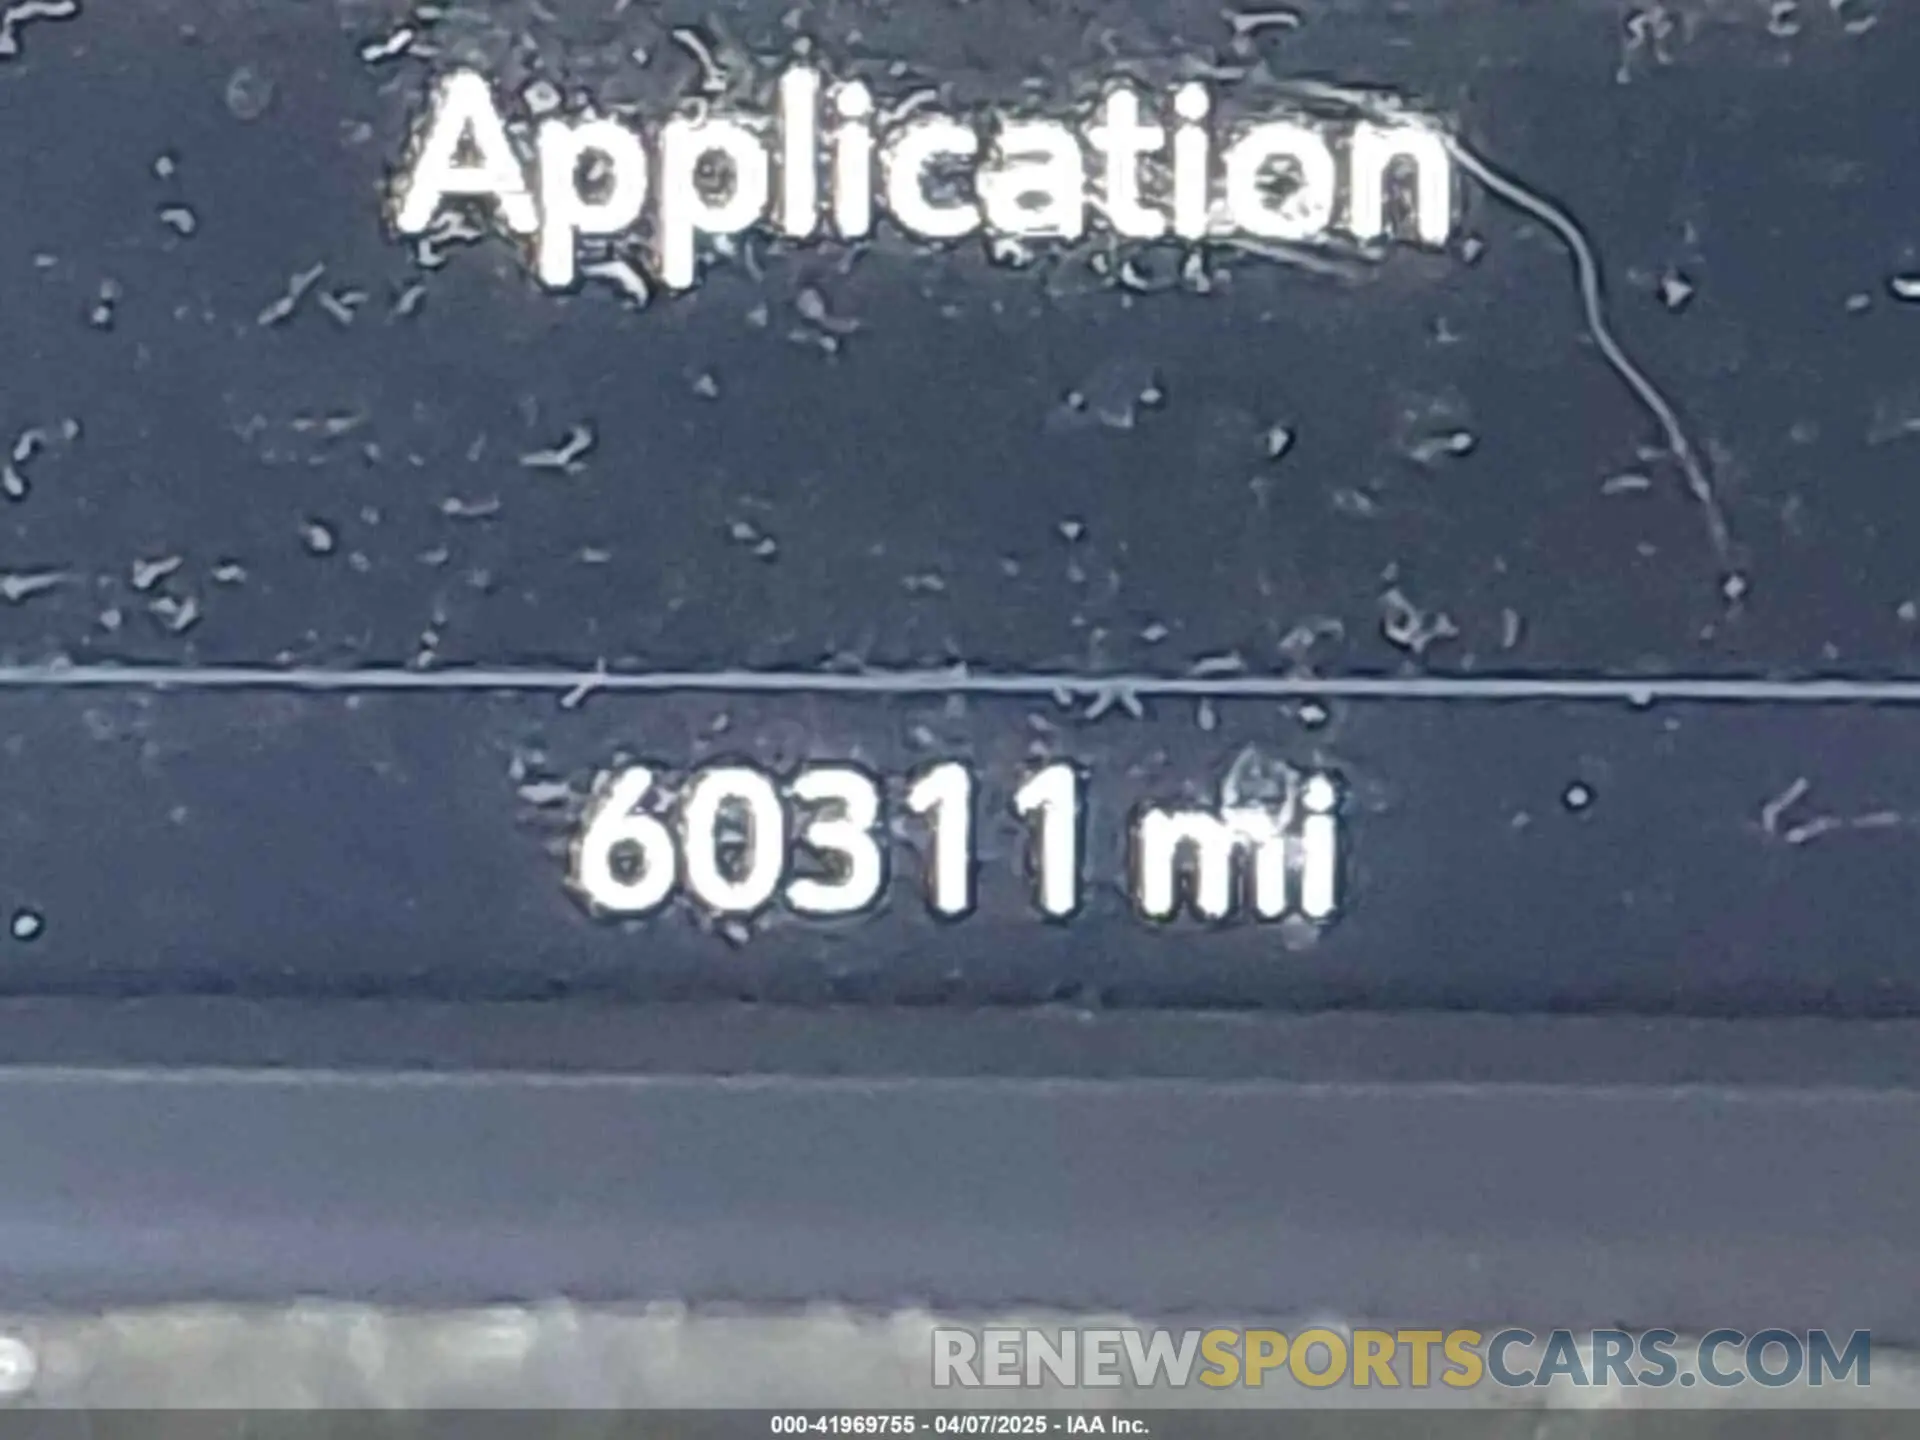 Application
60311 mi
RENEWSPORTSCARS.COM
000-41969755 - 04/07/2025 - IAA Inc.